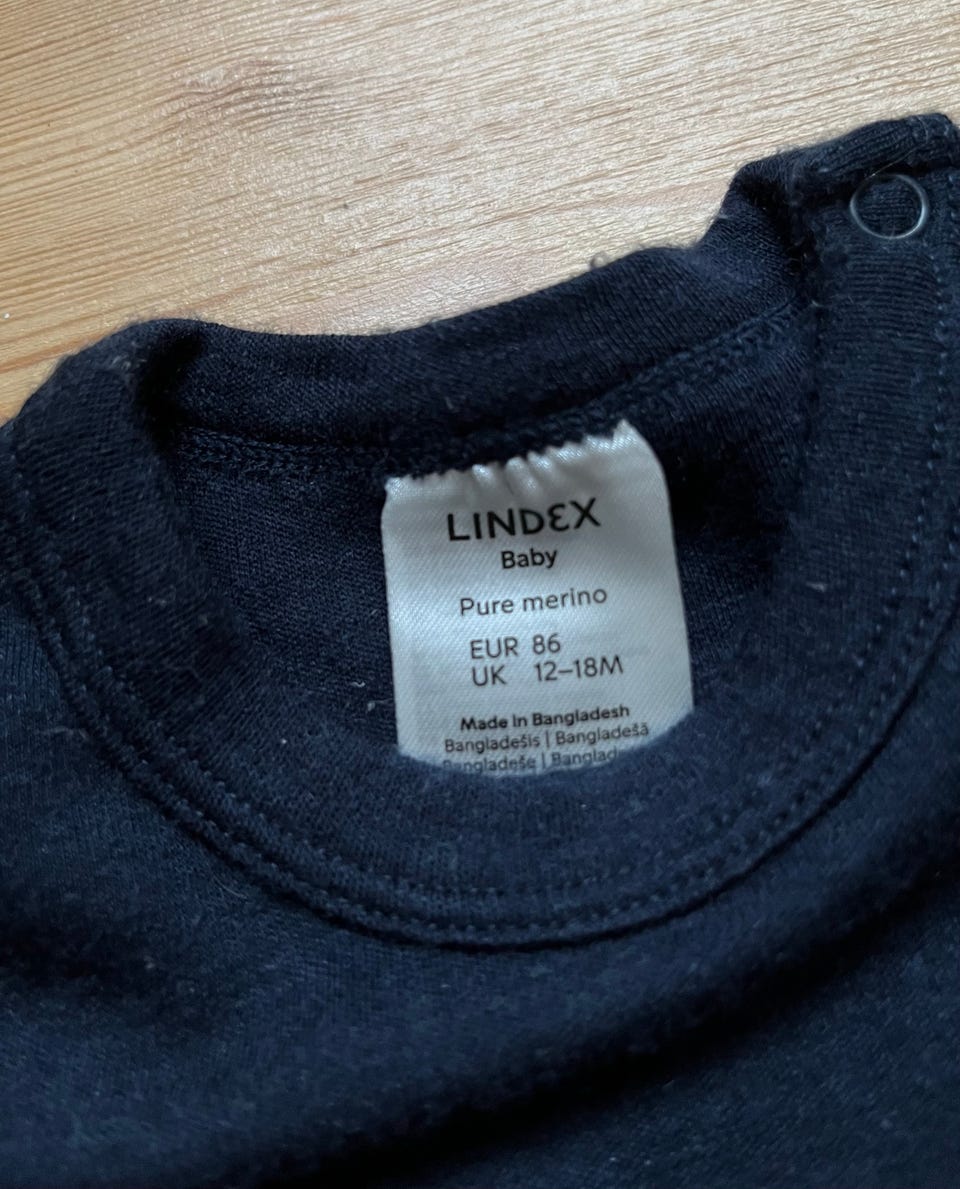 LINDEX
Baby
Pure merino
EUR 86
UK 12–18M
Made In Bangladesh
Bangladešis | Bangladešā